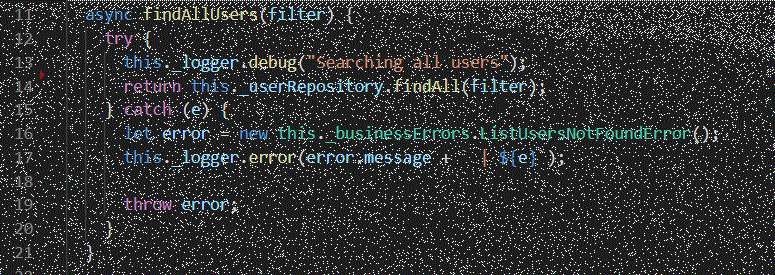 11 async findAllUsers(filter) {
12 try {
13 this._logger.debug("Searching all users");
14 return this._userRepository.findAll(filter);
15 } catch (e) {
16 let error = new this._businessErrors.ListUsersNotFoundError();
17 this._logger.error(error.message + ` | ${e}`);
18
19 throw error;
20 }
21 }